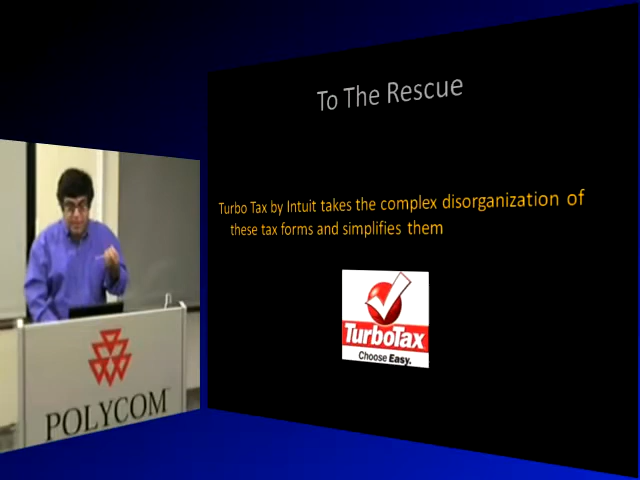 To The Rescue
Turbo Tax by Intuit takes the complex disorganization of
these tax forms and simplifies them
TurboTax
Choose Easy.
POLYCOM